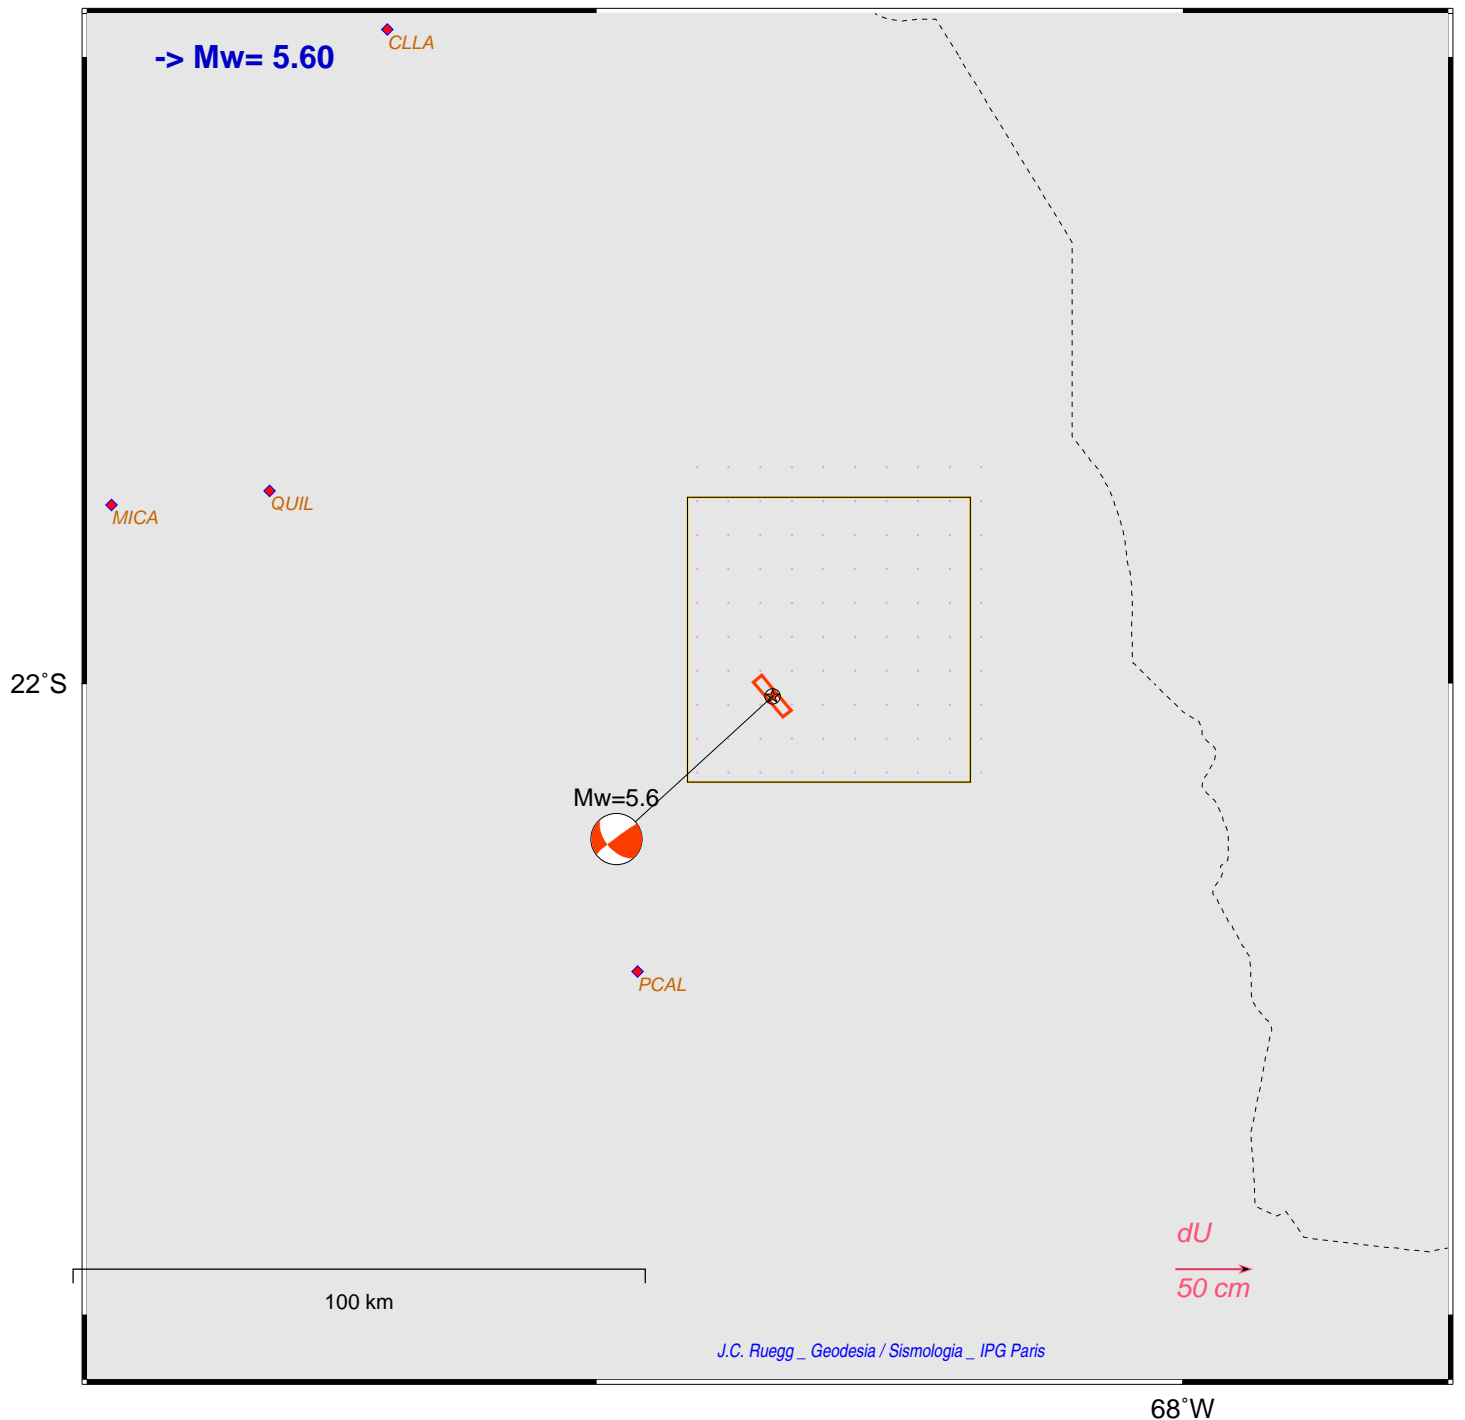 CLLA
-> Mw= 5.60
QUIL
MICA
22°S
Mw=5.6
PCAL
dU
50 cm
100 km
J.C. Ruegg _ Geodesia / Sismologia _ IPG Paris
68°W